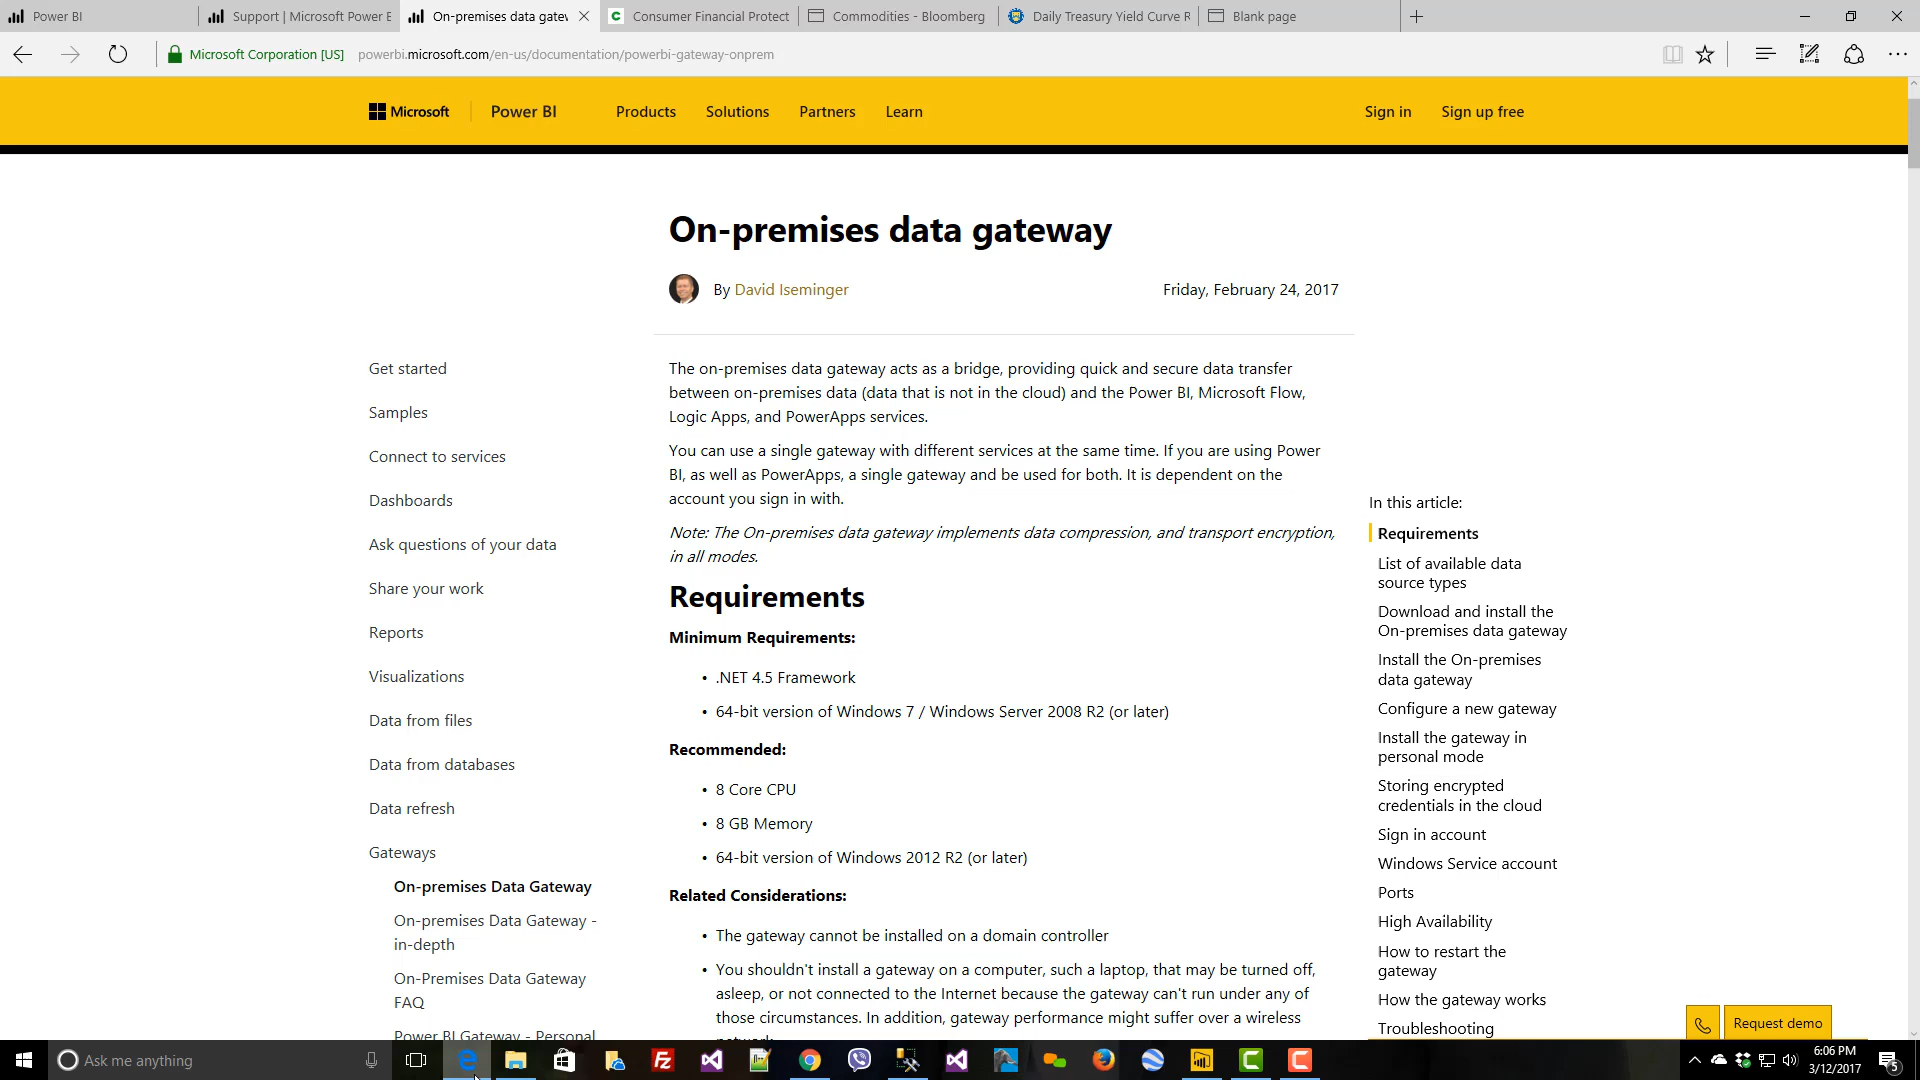 Power BI
Support | Microsoft Power B
On-premises data gatew
Consumer Financial Protect
Commodities - Bloomberg
Daily Treasury Yield Curve R
Blank page
Microsoft Corporation [US]
powerbi.microsoft.com/en-us/documentation/powerbi-gateway-onprem
Microsoft
Power BI
Products
Solutions
Partners
Learn
Sign in
Sign up free
On-premises data gateway
By David Iseminger
Friday, February 24, 2017
Get started
Samples
Connect to services
Dashboards
Ask questions of your data
Share your work
Reports
Visualizations
Data from files
Data from databases
Data refresh
Gateways
On-premises Data Gateway
On-premises Data Gateway -
in-depth
On-Premises Data Gateway
FAQ
Power BI Gateway - Personal
The on-premises data gateway acts as a bridge, providing quick and secure data transfer
between on-premises data (data that is not in the cloud) and the Power BI, Microsoft Flow,
Logic Apps, and PowerApps services.
You can use a single gateway with different services at the same time. If you are using Power
BI, as well as PowerApps, a single gateway and be used for both. It is dependent on the
account you sign in with.
Note: The On-premises data gateway implements data compression, and transport encryption,
in all modes.
Requirements
Minimum Requirements:
• .NET 4.5 Framework
• 64-bit version of Windows 7 / Windows Server 2008 R2 (or later)
Recommended:
• 8 Core CPU
• 8 GB Memory
• 64-bit version of Windows 2012 R2 (or later)
Related Considerations:
• The gateway cannot be installed on a domain controller
• You shouldn't install a gateway on a computer, such a laptop, that may be turned off,
asleep, or not connected to the Internet because the gateway can't run under any of
those circumstances. In addition, gateway performance might suffer over a wireless
network.
In this article:
Requirements
List of available data
source types
Download and install the
On-premises data gateway
Install the On-premises
data gateway
Configure a new gateway
Install the gateway in
personal mode
Storing encrypted
credentials in the cloud
Sign in account
Windows Service account
Ports
High Availability
How to restart the
gateway
How the gateway works
Troubleshooting
Request demo
Ask me anything
6:06 PM
3/12/2017
5